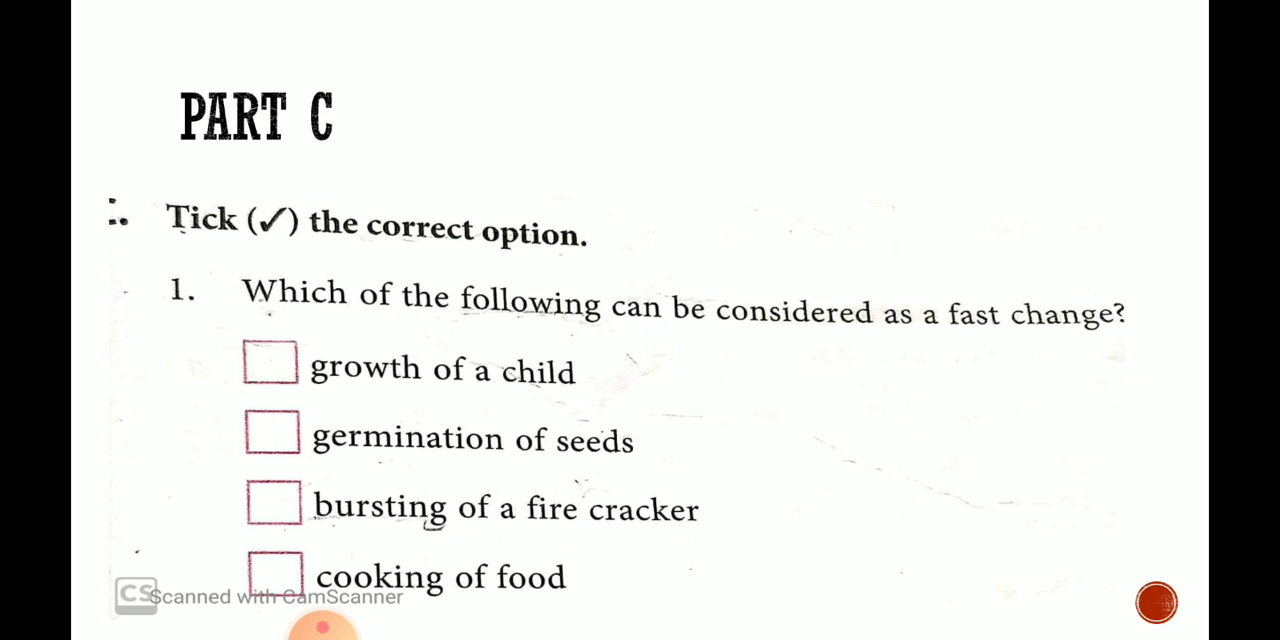 PART C
Tick (✓) the correct option.
1. Which of the following can be considered as a fast change?
growth of a child
germination of seeds
bursting of a fire cracker
cooking of food
CS Scanned with CamScanner